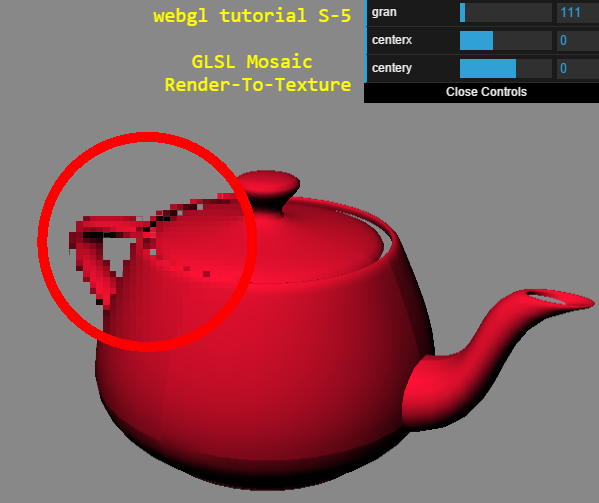 webgl tutorial S-5
GLSL Mosaic
Render-To-Texture
gran 111
centerx 0
centery 0
Close Controls